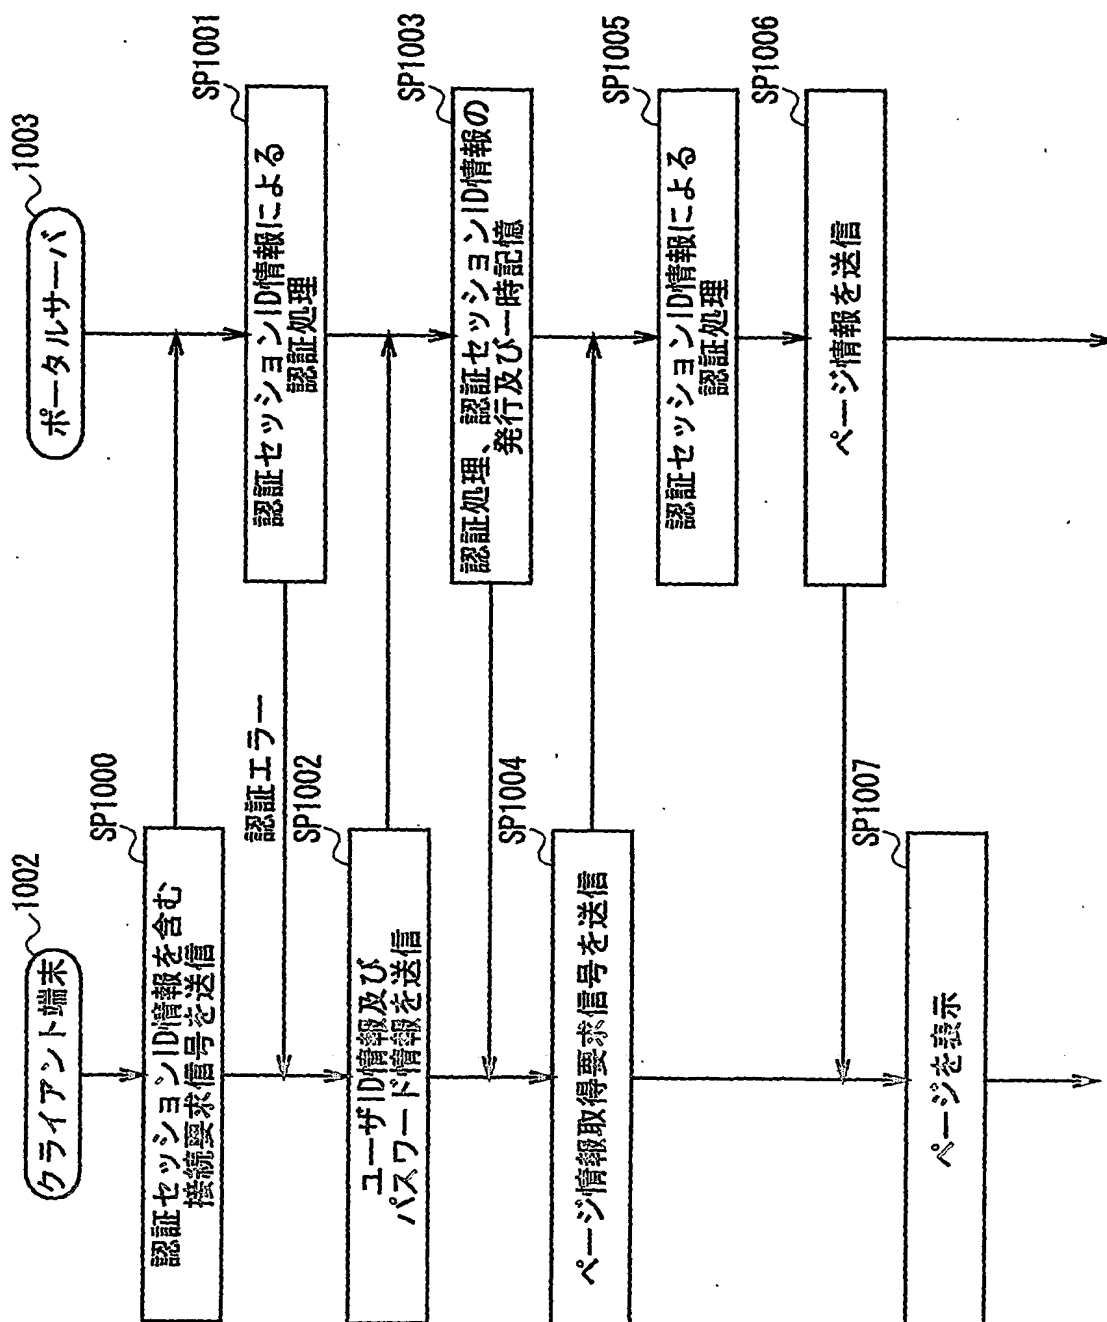 クライアント端末
1002
ポータルサーバ
1003
SP1000
認証セッションID情報を含む
接続要求信号を送信
SP1001
認証セッションID情報による
認証処理
認証エラー
SP1002
ユーザID情報及び
パスワード情報を送信
SP1003
認証処理、認証セッションID情報の
発行及び一時記憶
SP1004
ページ情報取得要求信号を送信
SP1005
認証セッションID情報による
認証処理
SP1006
ページ情報を送信
SP1007
ページを表示